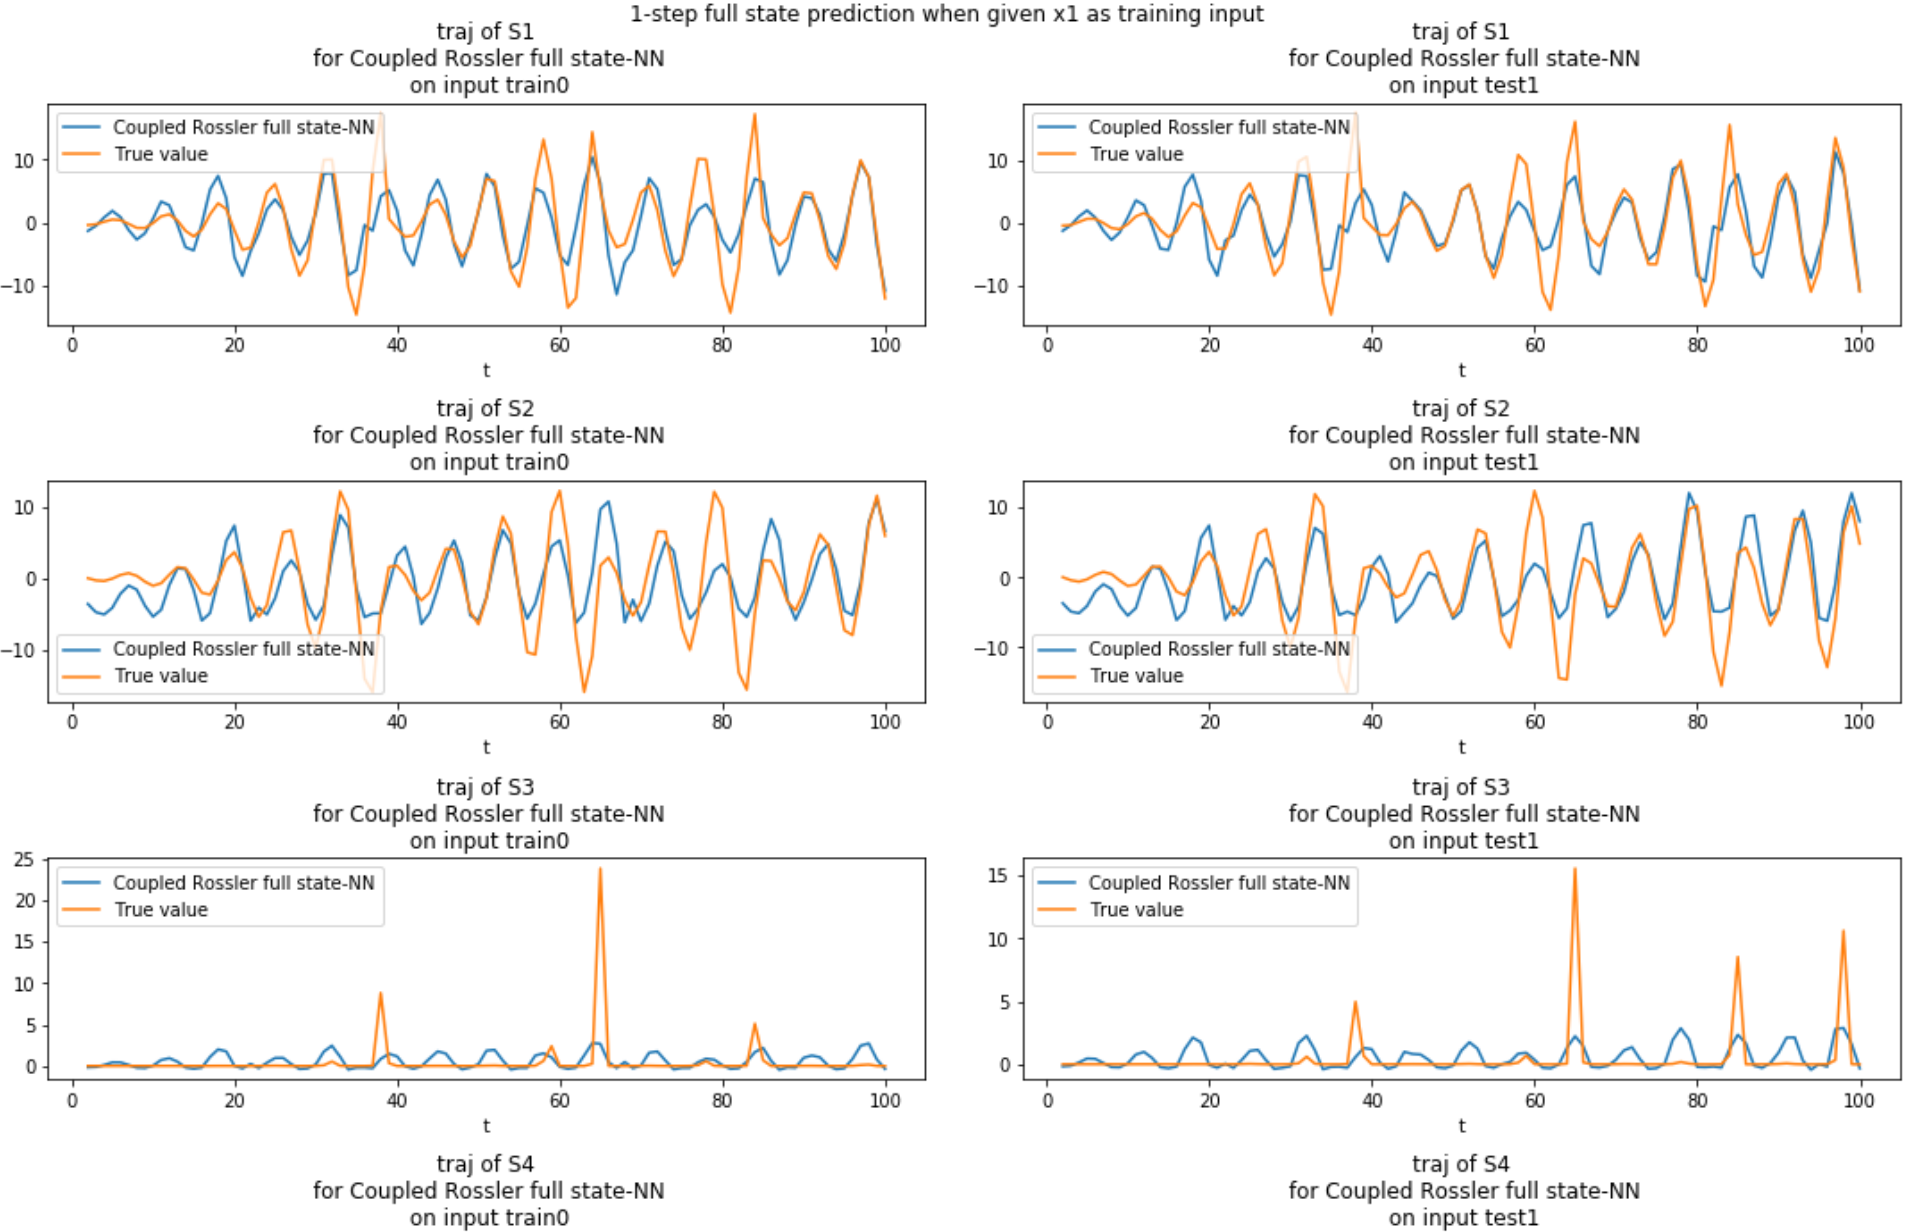 1-step full state prediction when given x1 as training input
traj of S1
for Coupled Rossler full state-NN
on input train0
Coupled Rossler full state-NN
True value
10
0
−10
0 20 40 60 80 100
t
traj of S1
for Coupled Rossler full state-NN
on input test1
Coupled Rossler full state-NN
True value
10
0
−10
0 20 40 60 80 100
t
traj of S2
for Coupled Rossler full state-NN
on input train0
10
0
−10
Coupled Rossler full state-NN
True value
0 20 40 60 80 100
t
traj of S2
for Coupled Rossler full state-NN
on input test1
10
0
−10
Coupled Rossler full state-NN
True value
0 20 40 60 80 100
t
traj of S3
for Coupled Rossler full state-NN
on input train0
Coupled Rossler full state-NN
True value
25
20
15
10
5
0
0 20 40 60 80 100
t
traj of S3
for Coupled Rossler full state-NN
on input test1
Coupled Rossler full state-NN
True value
15
10
5
0
0 20 40 60 80 100
t
traj of S4
for Coupled Rossler full state-NN
on input train0
traj of S4
for Coupled Rossler full state-NN
on input test1